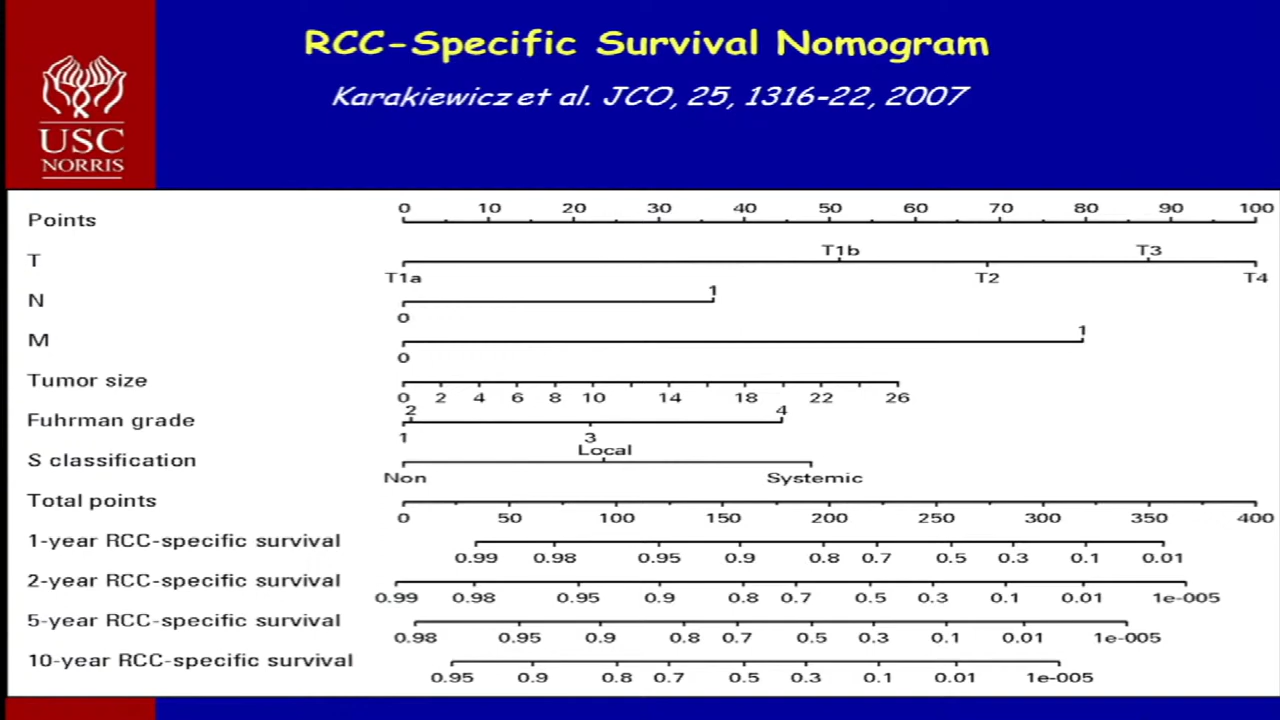 RCC-Specific Survival Nomogram
Karakiewicz et al. JCO, 25, 1316-22, 2007
USC
NORRIS
Points
0 10 20 30 40 50 60 70 80 90 100
T
T1b T3
T1a T2 T4
N
1
0
M
1
0
Tumor size
0 2 4 6 8 10 14 18 22 26
Fuhrman grade
2 4
1 3
S classification
Local
Non Systemic
Total points
0 50 100 150 200 250 300 350 400
1-year RCC-specific survival
0.99 0.98 0.95 0.9 0.8 0.7 0.5 0.3 0.1 0.01
2-year RCC-specific survival
0.99 0.98 0.95 0.9 0.8 0.7 0.5 0.3 0.1 0.01 1e-005
5-year RCC-specific survival
0.98 0.95 0.9 0.8 0.7 0.5 0.3 0.1 0.01 1e-005
10-year RCC-specific survival
0.95 0.9 0.8 0.7 0.5 0.3 0.1 0.01 1e-005